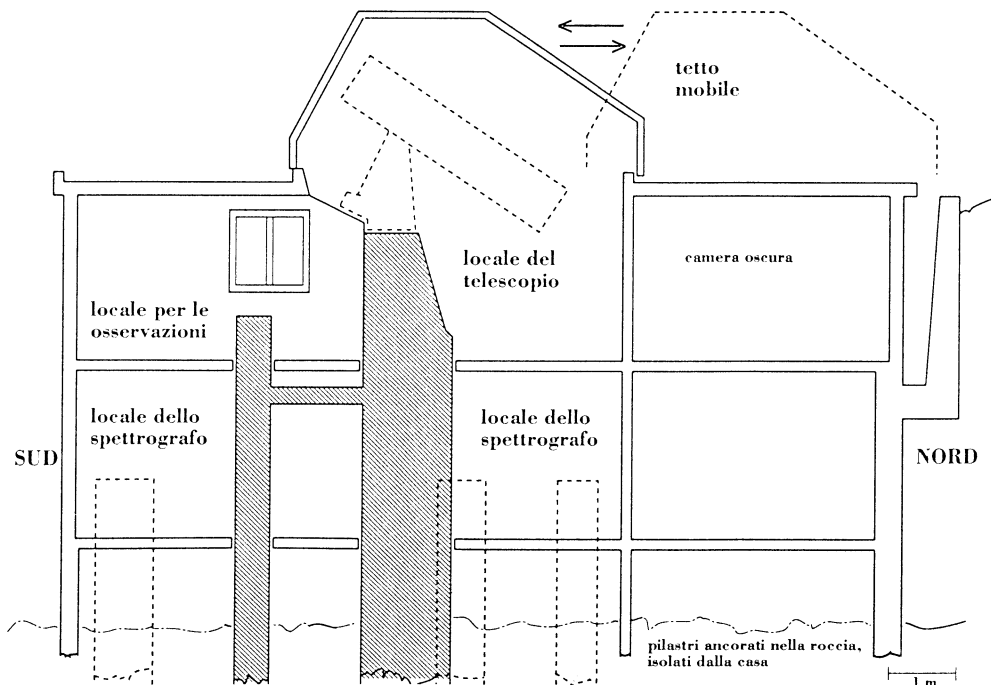 tetto
mobile
locale del
telescopio
camera oscura
locale per le
osservazioni
locale dello
spettrografo
locale dello
spettrografo
SUD
NORD
pilastri ancorati nella roccia,
isolati dalla casa
1 m